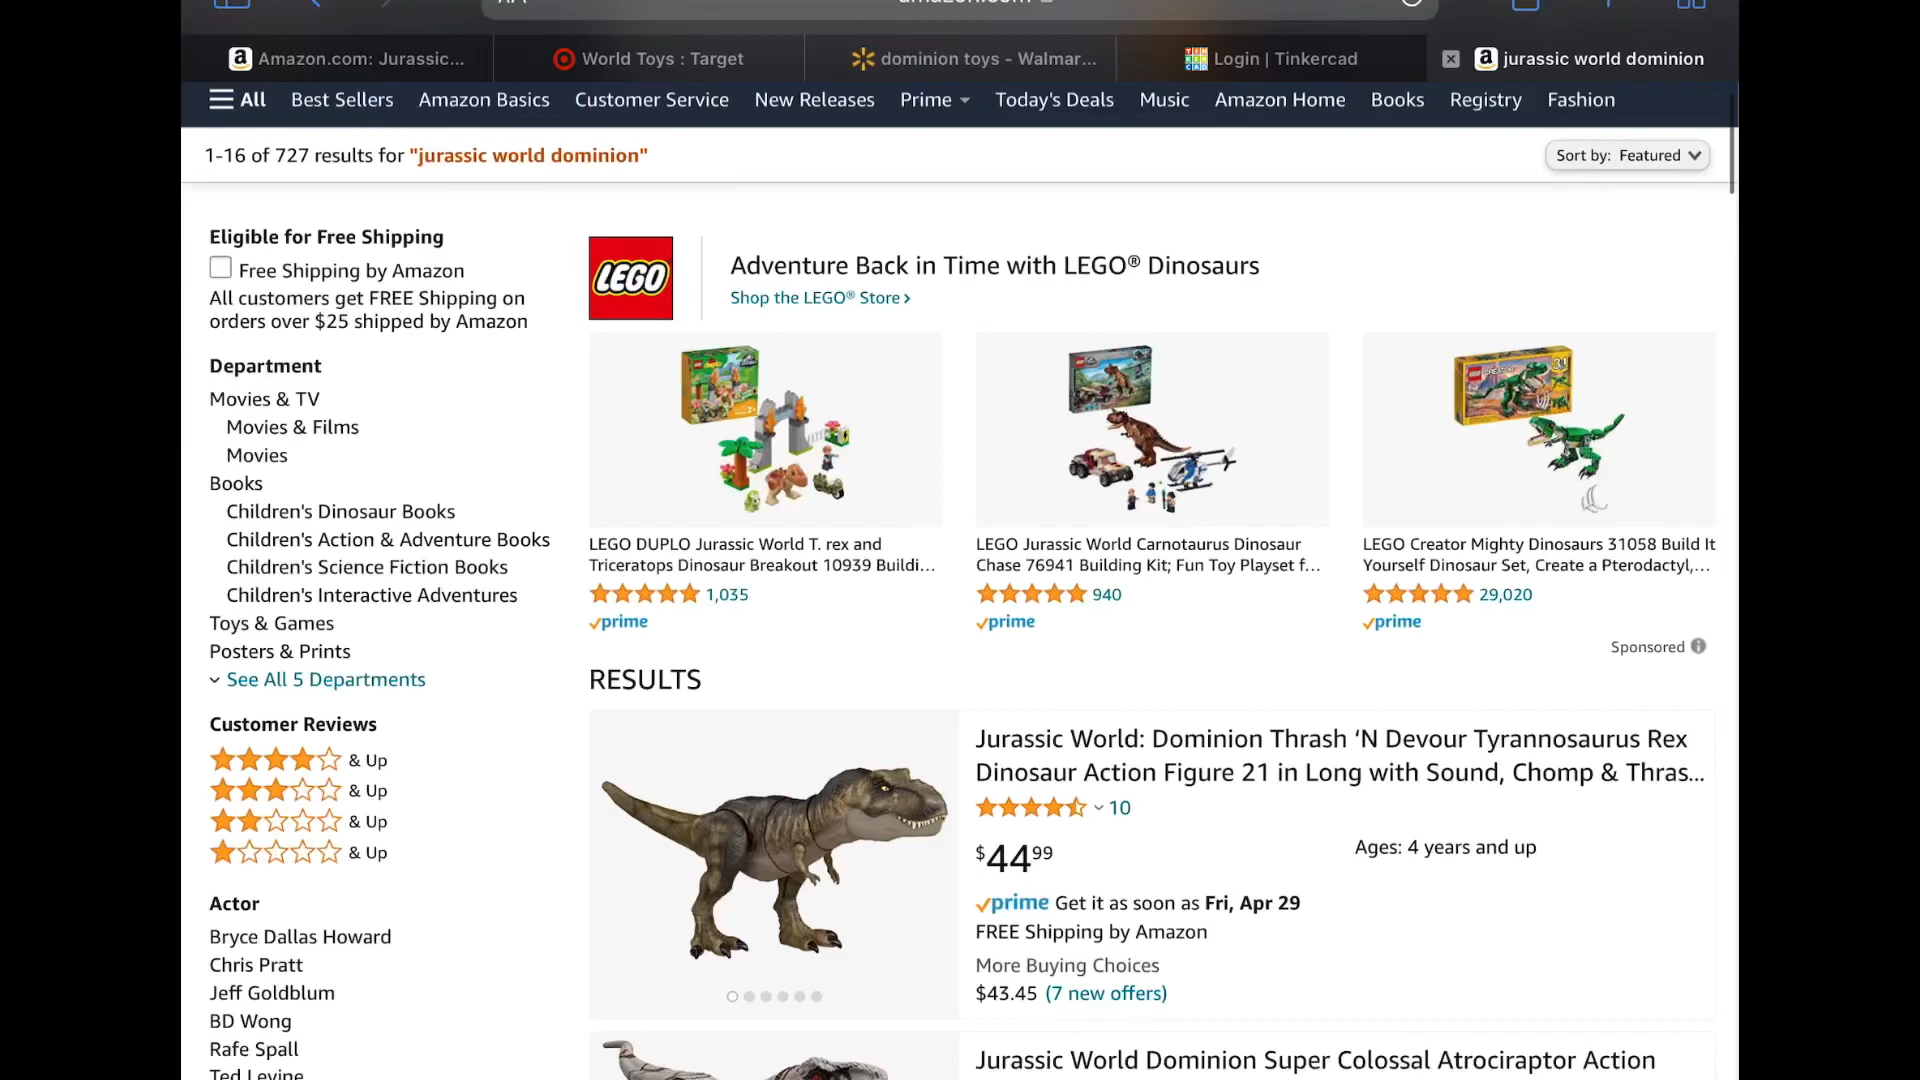 Amazon.com: Jurassic...
World Toys : Target
dominion toys - Walmar...
Login | Tinkercad
jurassic world dominion
All
Best Sellers
Amazon Basics
Customer Service
New Releases
Prime
Today's Deals
Music
Amazon Home
Books
Registry
Fashion
1-16 of 727 results for "jurassic world dominion"
Sort by: Featured
Eligible for Free Shipping
Free Shipping by Amazon
All customers get FREE Shipping on
orders over $25 shipped by Amazon
Department
Movies & TV
Movies & Films
Movies
Books
Children's Dinosaur Books
Children's Action & Adventure Books
Children's Science Fiction Books
Children's Interactive Adventures
Toys & Games
Posters & Prints
See All 5 Departments
Customer Reviews
& Up
& Up
& Up
& Up
Actor
Bryce Dallas Howard
Chris Pratt
Jeff Goldblum
BD Wong
Rafe Spall
Ted Levine
LEGO
Adventure Back in Time with LEGO® Dinosaurs
Shop the LEGO® Store ›
LEGO DUPLO Jurassic World T. rex and
Triceratops Dinosaur Breakout 10939 Buildi...
1,035
prime
LEGO Jurassic World Carnotaurus Dinosaur
Chase 76941 Building Kit; Fun Toy Playset f...
940
prime
LEGO Creator Mighty Dinosaurs 31058 Build It
Yourself Dinosaur Set, Create a Pterodactyl,...
29,020
prime
Sponsored
RESULTS
Jurassic World: Dominion Thrash ‘N Devour Tyrannosaurus Rex
Dinosaur Action Figure 21 in Long with Sound, Chomp & Thras...
10
$44 99
Ages: 4 years and up
prime Get it as soon as Fri, Apr 29
FREE Shipping by Amazon
More Buying Choices
$43.45 (7 new offers)
Jurassic World Dominion Super Colossal Atrociraptor Action